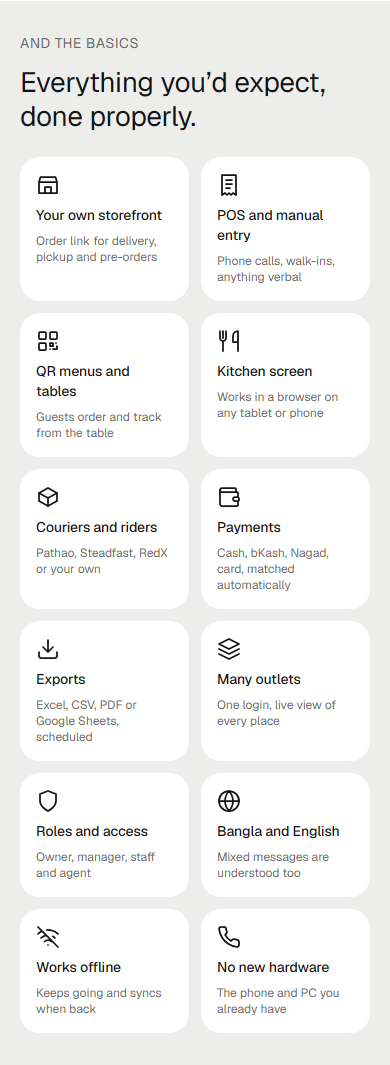 AND THE BASICS
Everything you’d expect,
done properly.
Your own storefront
Order link for delivery,
pickup and pre-orders
POS and manual
entry
Phone calls, walk-ins,
anything verbal
QR menus and
tables
Guests order and track
from the table
Kitchen screen
Works in a browser on
any tablet or phone
Couriers and riders
Pathao, Steadfast, RedX
or your own
Payments
Cash, bKash, Nagad,
card, matched
automatically
Exports
Excel, CSV, PDF or
Google Sheets,
scheduled
Many outlets
One login, live view of
every place
Roles and access
Owner, manager, staff
and agent
Bangla and English
Mixed messages are
understood too
Works offline
Keeps going and syncs
when back
No new hardware
The phone and PC you
already have